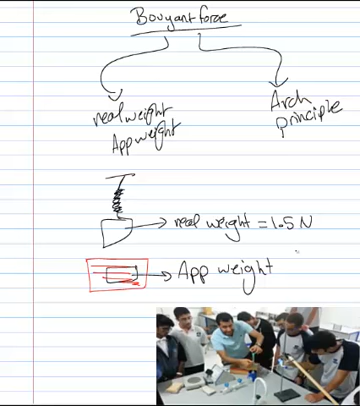 Bouyant force
real weight
App weight
Arch
principle
real weight = 1.5 N
App weight